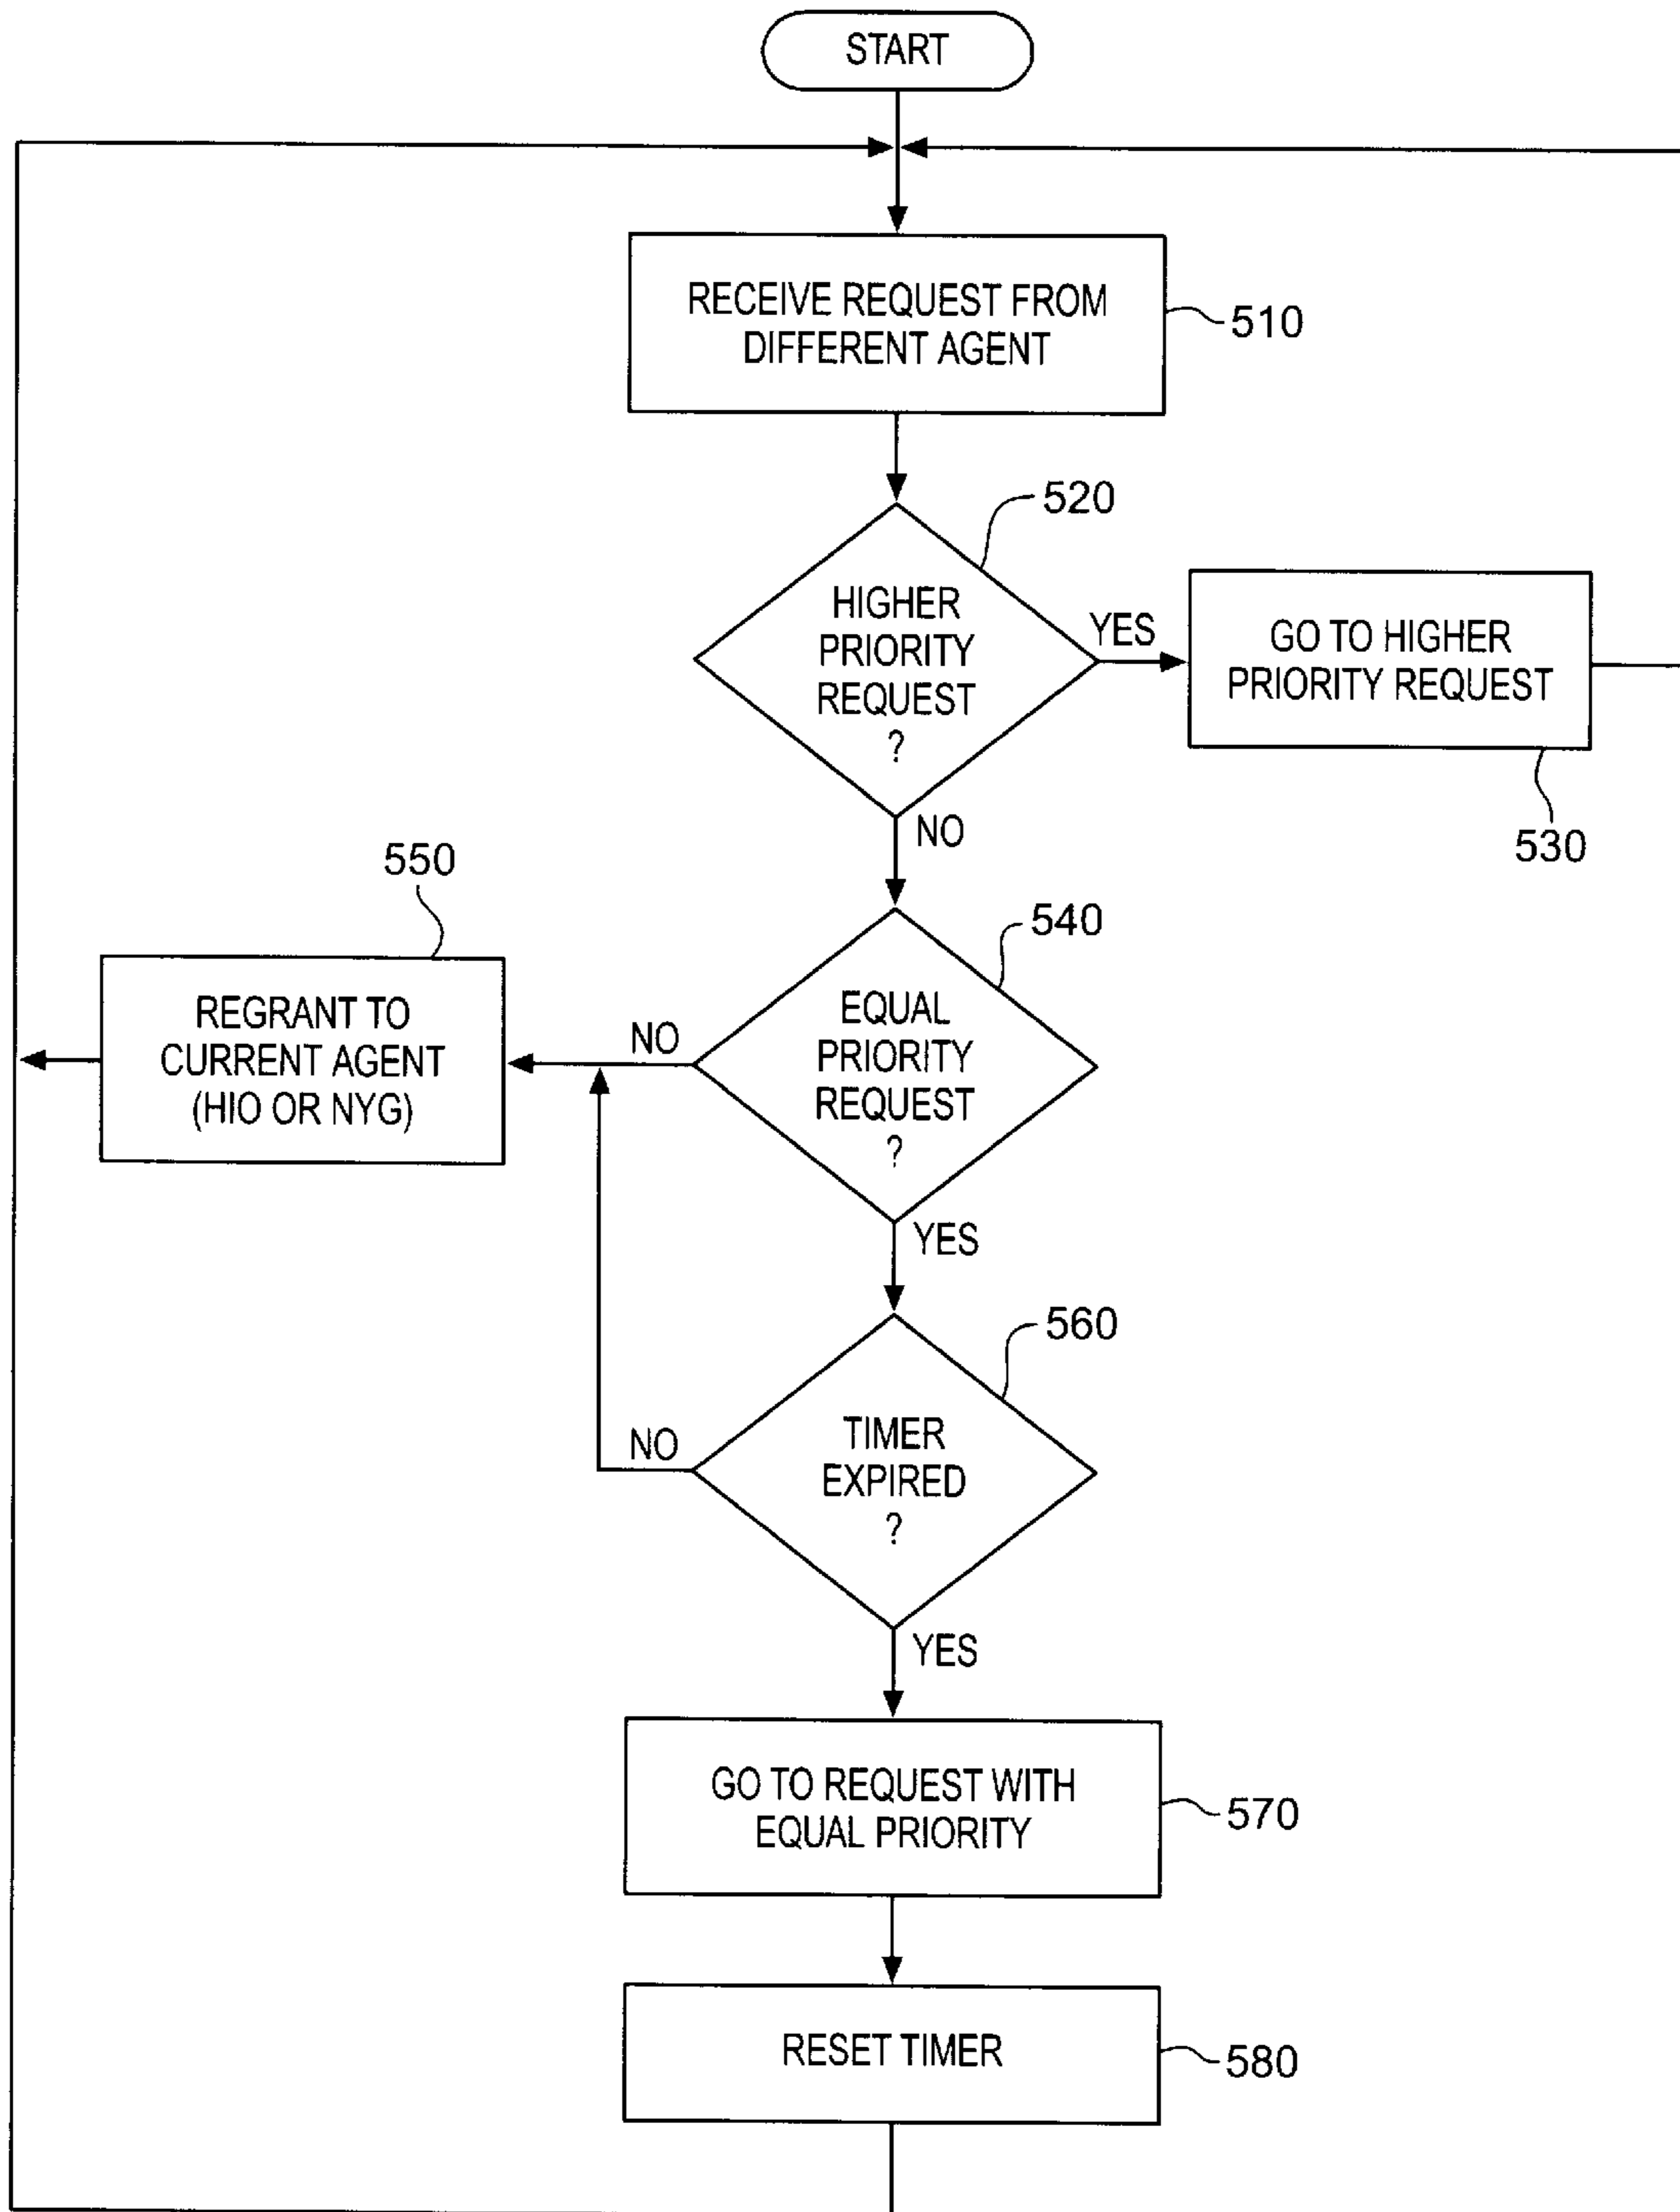 START
RECEIVE REQUEST FROM
DIFFERENT AGENT
510
520
HIGHER
PRIORITY
REQUEST
?
YES
GO TO HIGHER
PRIORITY REQUEST
530
NO
540
EQUAL
PRIORITY
REQUEST
?
NO
550
REGRANT TO
CURRENT AGENT
(HIO OR NYG)
YES
560
TIMER
EXPIRED
?
NO
YES
GO TO REQUEST WITH
EQUAL PRIORITY
570
RESET TIMER
580